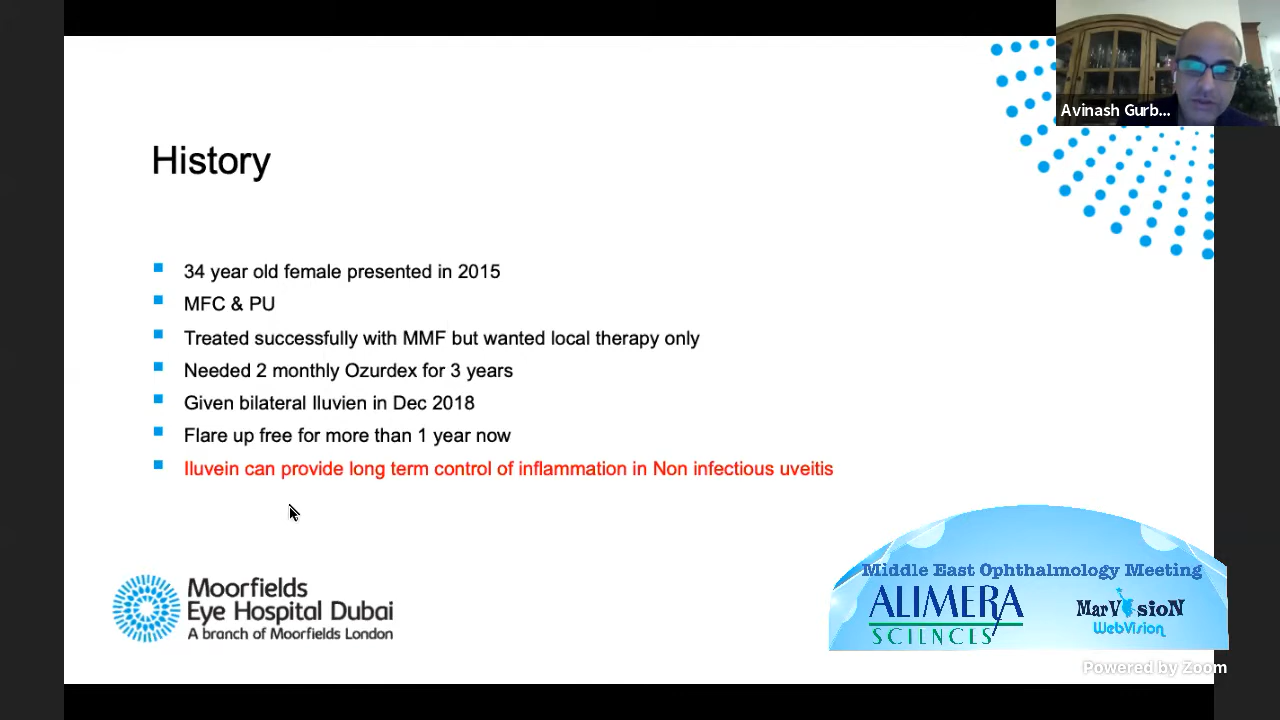 Avinash Gurb...
History
34 year old female presented in 2015
MFC & PU
Treated successfully with MMF but wanted local therapy only
Needed 2 monthly Ozurdex for 3 years
Given bilateral Iluvien in Dec 2018
Flare up free for more than 1 year now
Iluvein can provide long term control of inflammation in Non infectious uveitis
Moorfields
Eye Hospital Dubai
A branch of Moorfields London
Middle East Ophthalmology Meeting
ALIMERA
SCIENCES
MarVisioN
WebVision
Powered by Zoom